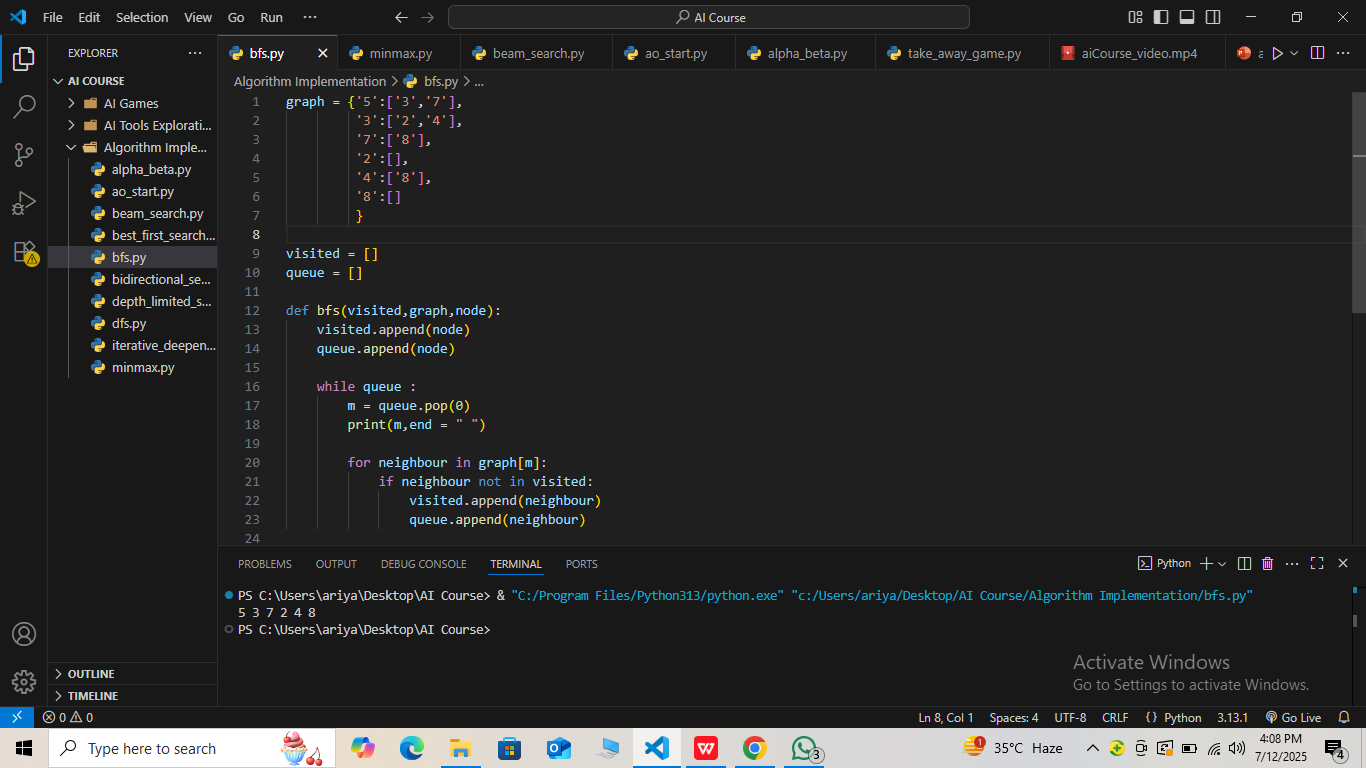 File Edit Selection View Go Run ···
AI Course
EXPLORER
AI COURSE
AI Games
AI Tools Explorati...
Algorithm Imple...
alpha_beta.py
ao_start.py
beam_search.py
best_first_search...
bfs.py
bidirectional_se...
depth_limited_s...
dfs.py
iterative_deepen...
minmax.py
OUTLINE
TIMELINE
bfs.py minmax.py beam_search.py ao_start.py alpha_beta.py take_away_game.py aiCourse_video.mp4 a
Algorithm Implementation > bfs.py > ...
1 graph = {'5':['3','7'],
2 '3':['2','4'],
3 '7':['8'],
4 '2':[],
5 '4':['8'],
6 '8':[]
7 }
8
9 visited = []
10 queue = []
11
12 def bfs(visited,graph,node):
13 visited.append(node)
14 queue.append(node)
15
16 while queue :
17 m = queue.pop(0)
18 print(m,end = " ")
19
20 for neighbour in graph[m]:
21 if neighbour not in visited:
22 visited.append(neighbour)
23 queue.append(neighbour)
24
PROBLEMS OUTPUT DEBUG CONSOLE TERMINAL PORTS
Python
PS C:\Users\ariya\Desktop\AI Course> & "C:/Program Files/Python313/python.exe" "c:/Users/ariya/Desktop/AI Course/Algorithm Implementation/bfs.py"
5 3 7 2 4 8
PS C:\Users\ariya\Desktop\AI Course>
Activate Windows
Go to Settings to activate Windows.
0 0
Ln 8, Col 1 Spaces: 4 UTF-8 CRLF {} Python 3.13.1 Go Live
Type here to search
3
1
35°C Haze
4:08 PM
7/12/2025
4